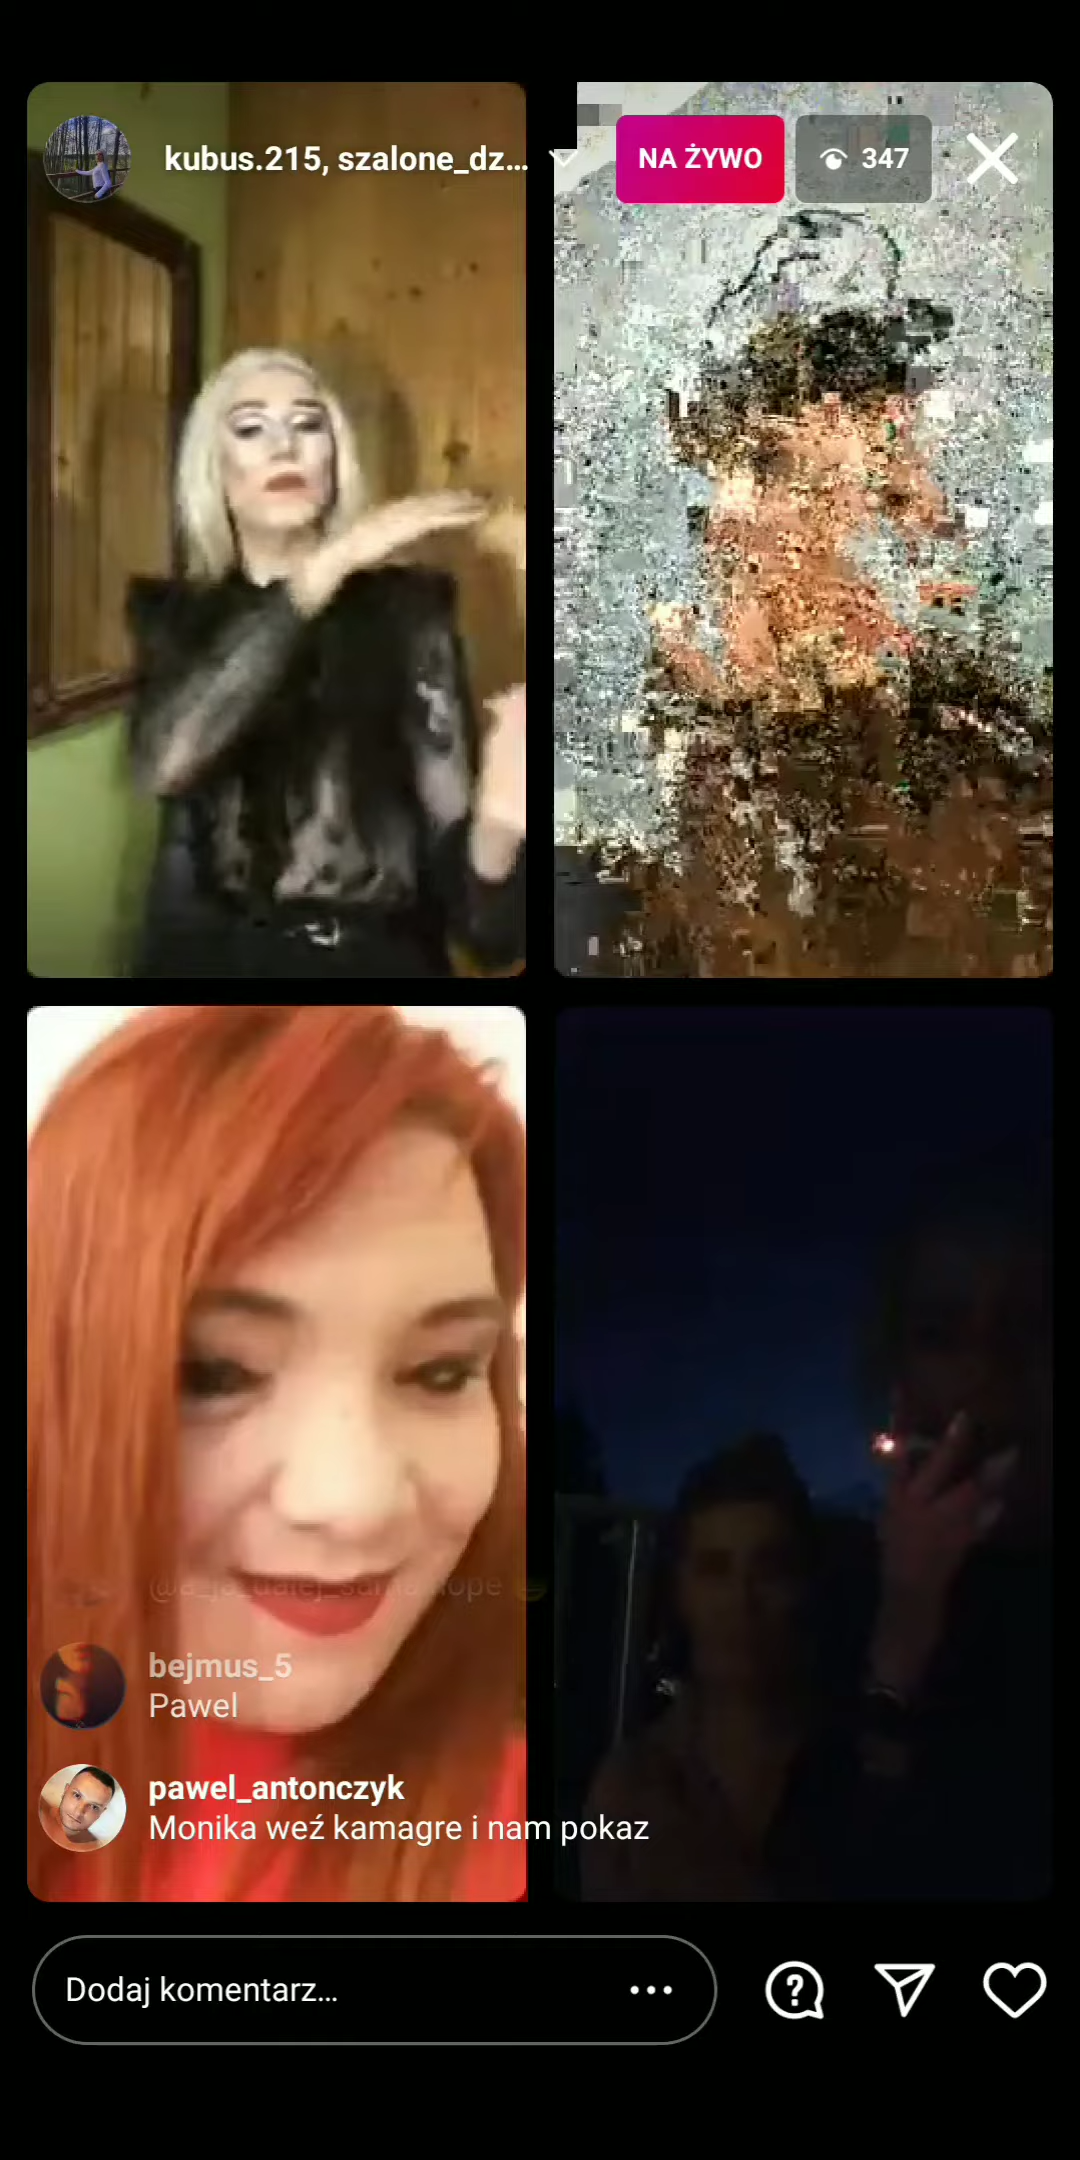 kubus.215, szalone_dz...
NA ŻYWO
347
bejmus_5
Pawel
pawel_antonczyk
Monika weź kamagre i nam pokaz
Dodaj komentarz...